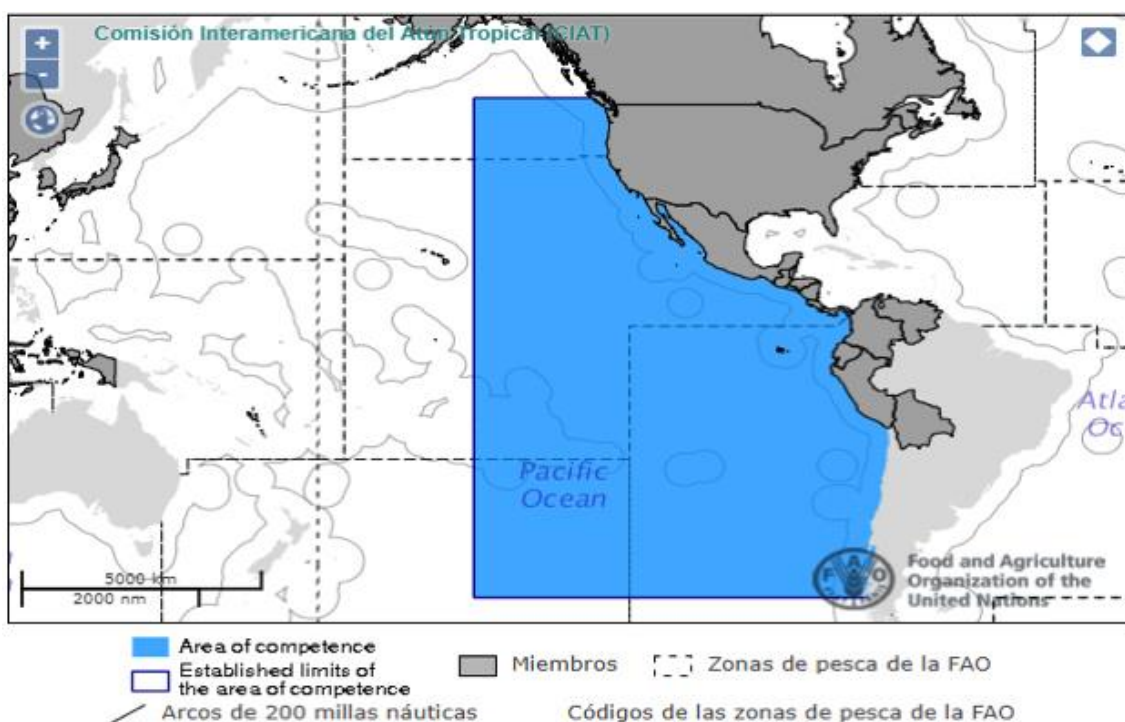 Comisión Interamericana del Atún Tropical (CIAT)
+
-
Atla
Oc
Pacific
Ocean
5000 km
2000 nm
FAO
Food and Agriculture
Organization of the
United Nations
Area of competence
Established limits of
the area of competence
Miembros
Zonas de pesca de la FAO
Arcos de 200 millas náuticas
Códigos de las zonas de pesca de la FAO